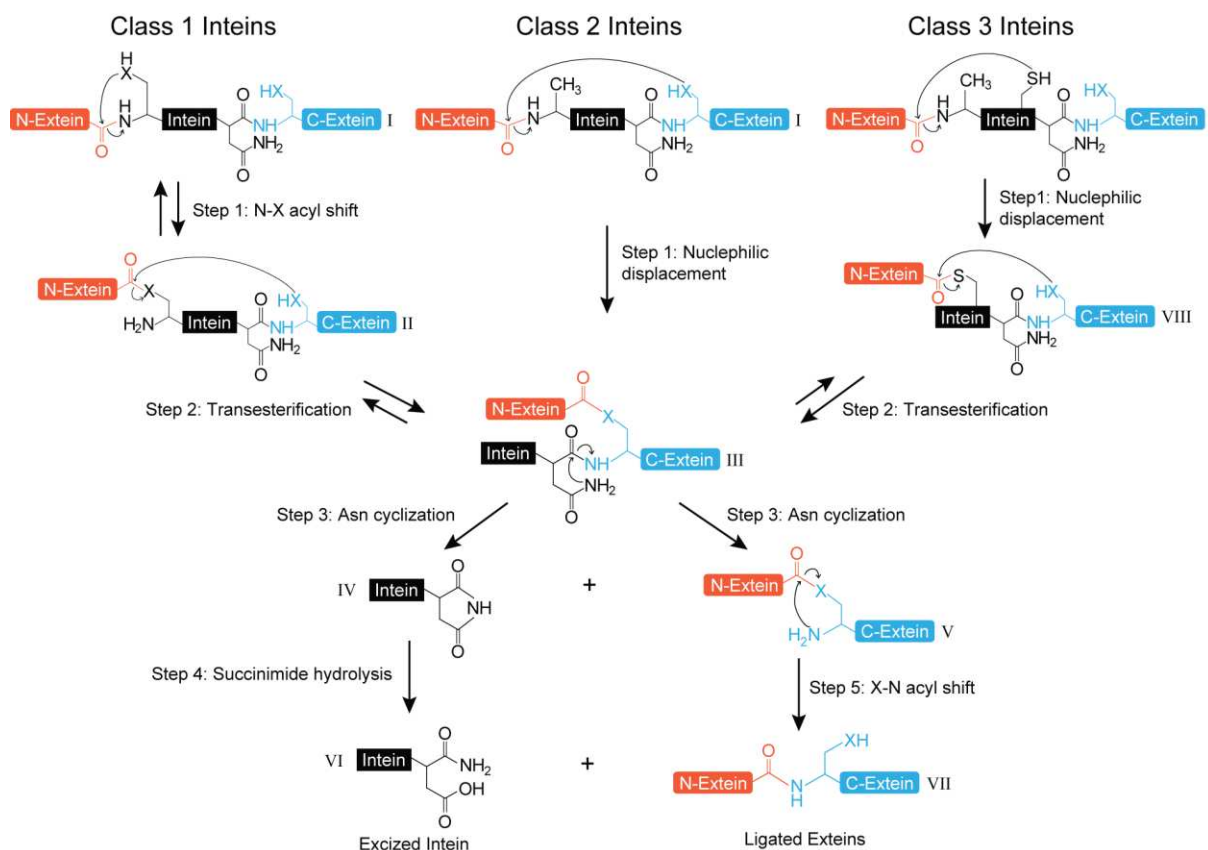 Class 1 Inteins
Class 2 Inteins
Class 3 Inteins
H
X
N-Extein
O
H
N
Intein
O
NH
NH2
O
HX
C-Extein
I
N-Extein
O
H
N
CH3
Intein
O
NH
NH2
O
HX
C-Extein
I
N-Extein
O
H
N
CH3
Intein
SH
O
NH
NH2
O
HX
C-Extein
Step 1: N-X acyl shift
Step 1: Nuclephilic
displacement
Step1: Nuclephilic
displacement
N-Extein
O
X
H2N
Intein
O
NH
NH2
O
HX
C-Extein
II
N-Extein
O
S
Intein
O
NH
NH2
O
HX
C-Extein
VIII
Step 2: Transesterification
Step 2: Transesterification
N-Extein
O
X
Intein
O
NH
NH2
O
C-Extein
III
Step 3: Asn cyclization
Step 3: Asn cyclization
IV
Intein
O
NH
O
+
N-Extein
O
X
H2N
C-Extein
V
Step 4: Succinimide hydrolysis
Step 5: X-N acyl shift
VI
Intein
O
NH2
OH
O
+
N-Extein
O
N
H
XH
C-Extein
VII
Excized Intein
Ligated Exteins